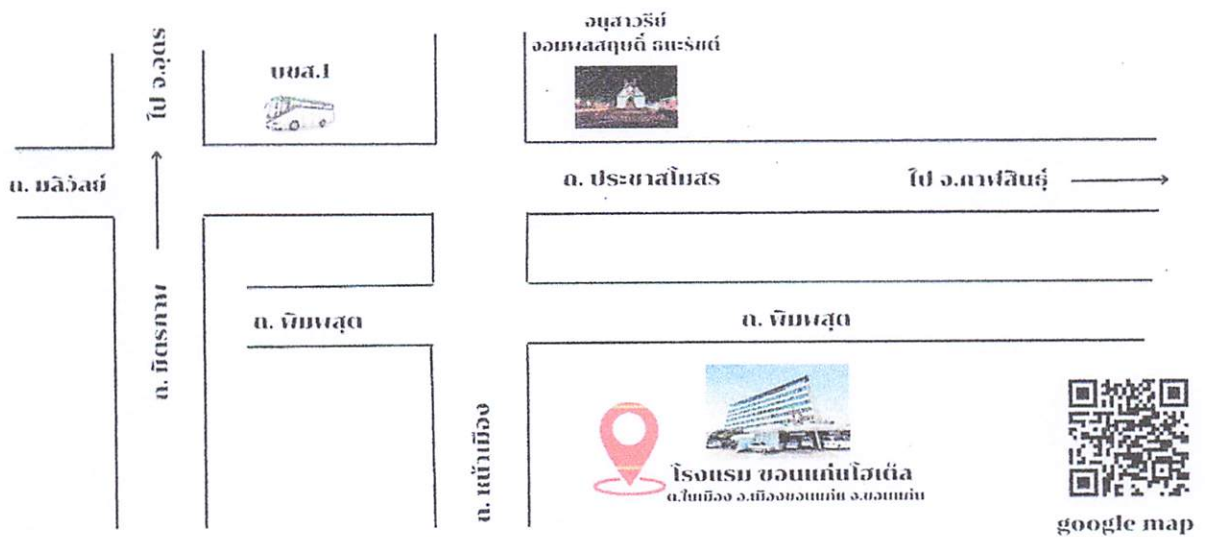 อนุสาวรีย์
จอมพลสฤษดิ์ ธนะรัชต์
บขส.1
ไป จ.อุดร
ถ. มลิวัลย์
ถ. ประชาสโมสร
ไป จ.กาฬสินธุ์
ถ. มิตรภาพ
ถ. พิมพสุต
ถ. พิมพสุต
ถ. หน้าเมือง
โรงแรม ขอนแก่นโฮเต็ล
ต.ในเมือง อ.เมืองขอนแก่น จ.ขอนแก่น
google map